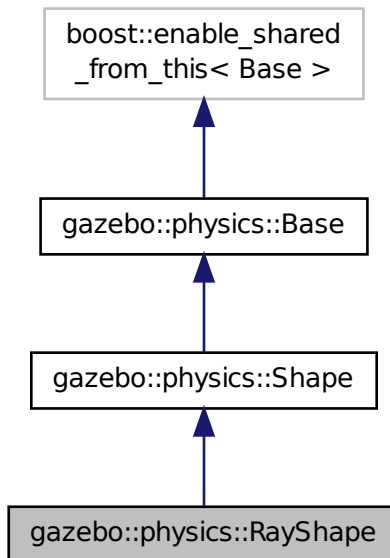 boost::enable_shared
_from_this< Base >
gazebo::physics::Base
gazebo::physics::Shape
gazebo::physics::RayShape